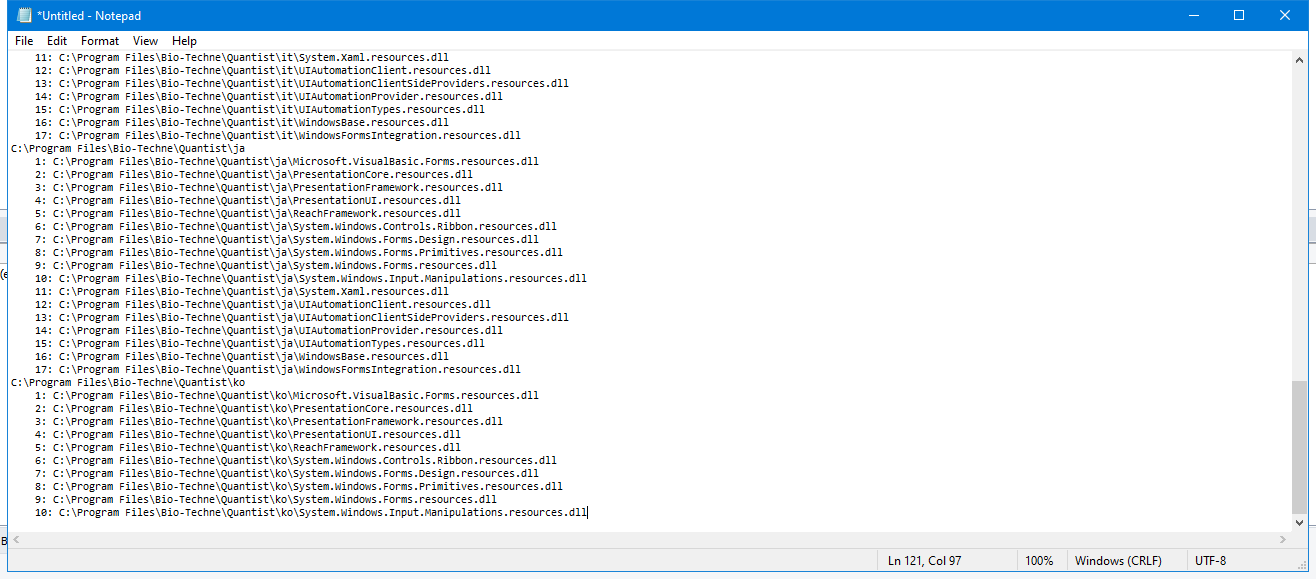 *Untitled - Notepad
File Edit Format View Help
11: C:\Program Files\Bio-Techne\Quantist\it\System.Xaml.resources.dll
12: C:\Program Files\Bio-Techne\Quantist\it\UIAutomationClient.resources.dll
13: C:\Program Files\Bio-Techne\Quantist\it\UIAutomationClientSideProviders.resources.dll
14: C:\Program Files\Bio-Techne\Quantist\it\UIAutomationProvider.resources.dll
15: C:\Program Files\Bio-Techne\Quantist\it\UIAutomationTypes.resources.dll
16: C:\Program Files\Bio-Techne\Quantist\it\WindowsBase.resources.dll
17: C:\Program Files\Bio-Techne\Quantist\it\WindowsFormsIntegration.resources.dll
C:\Program Files\Bio-Techne\Quantist\ja
1: C:\Program Files\Bio-Techne\Quantist\ja\Microsoft.VisualBasic.Forms.resources.dll
2: C:\Program Files\Bio-Techne\Quantist\ja\PresentationCore.resources.dll
3: C:\Program Files\Bio-Techne\Quantist\ja\PresentationFramework.resources.dll
4: C:\Program Files\Bio-Techne\Quantist\ja\PresentationUI.resources.dll
5: C:\Program Files\Bio-Techne\Quantist\ja\ReachFramework.resources.dll
6: C:\Program Files\Bio-Techne\Quantist\ja\System.Windows.Controls.Ribbon.resources.dll
7: C:\Program Files\Bio-Techne\Quantist\ja\System.Windows.Forms.Design.resources.dll
8: C:\Program Files\Bio-Techne\Quantist\ja\System.Windows.Forms.Primitives.resources.dll
9: C:\Program Files\Bio-Techne\Quantist\ja\System.Windows.Forms.resources.dll
10: C:\Program Files\Bio-Techne\Quantist\ja\System.Windows.Input.Manipulations.resources.dll
11: C:\Program Files\Bio-Techne\Quantist\ja\System.Xaml.resources.dll
12: C:\Program Files\Bio-Techne\Quantist\ja\UIAutomationClient.resources.dll
13: C:\Program Files\Bio-Techne\Quantist\ja\UIAutomationClientSideProviders.resources.dll
14: C:\Program Files\Bio-Techne\Quantist\ja\UIAutomationProvider.resources.dll
15: C:\Program Files\Bio-Techne\Quantist\ja\UIAutomationTypes.resources.dll
16: C:\Program Files\Bio-Techne\Quantist\ja\WindowsBase.resources.dll
17: C:\Program Files\Bio-Techne\Quantist\ja\WindowsFormsIntegration.resources.dll
C:\Program Files\Bio-Techne\Quantist\ko
1: C:\Program Files\Bio-Techne\Quantist\ko\Microsoft.VisualBasic.Forms.resources.dll
2: C:\Program Files\Bio-Techne\Quantist\ko\PresentationCore.resources.dll
3: C:\Program Files\Bio-Techne\Quantist\ko\PresentationFramework.resources.dll
4: C:\Program Files\Bio-Techne\Quantist\ko\PresentationUI.resources.dll
5: C:\Program Files\Bio-Techne\Quantist\ko\ReachFramework.resources.dll
6: C:\Program Files\Bio-Techne\Quantist\ko\System.Windows.Controls.Ribbon.resources.dll
7: C:\Program Files\Bio-Techne\Quantist\ko\System.Windows.Forms.Design.resources.dll
8: C:\Program Files\Bio-Techne\Quantist\ko\System.Windows.Forms.Primitives.resources.dll
9: C:\Program Files\Bio-Techne\Quantist\ko\System.Windows.Forms.resources.dll
10: C:\Program Files\Bio-Techne\Quantist\ko\System.Windows.Input.Manipulations.resources.dll
Ln 121, Col 97 100% Windows (CRLF) UTF-8